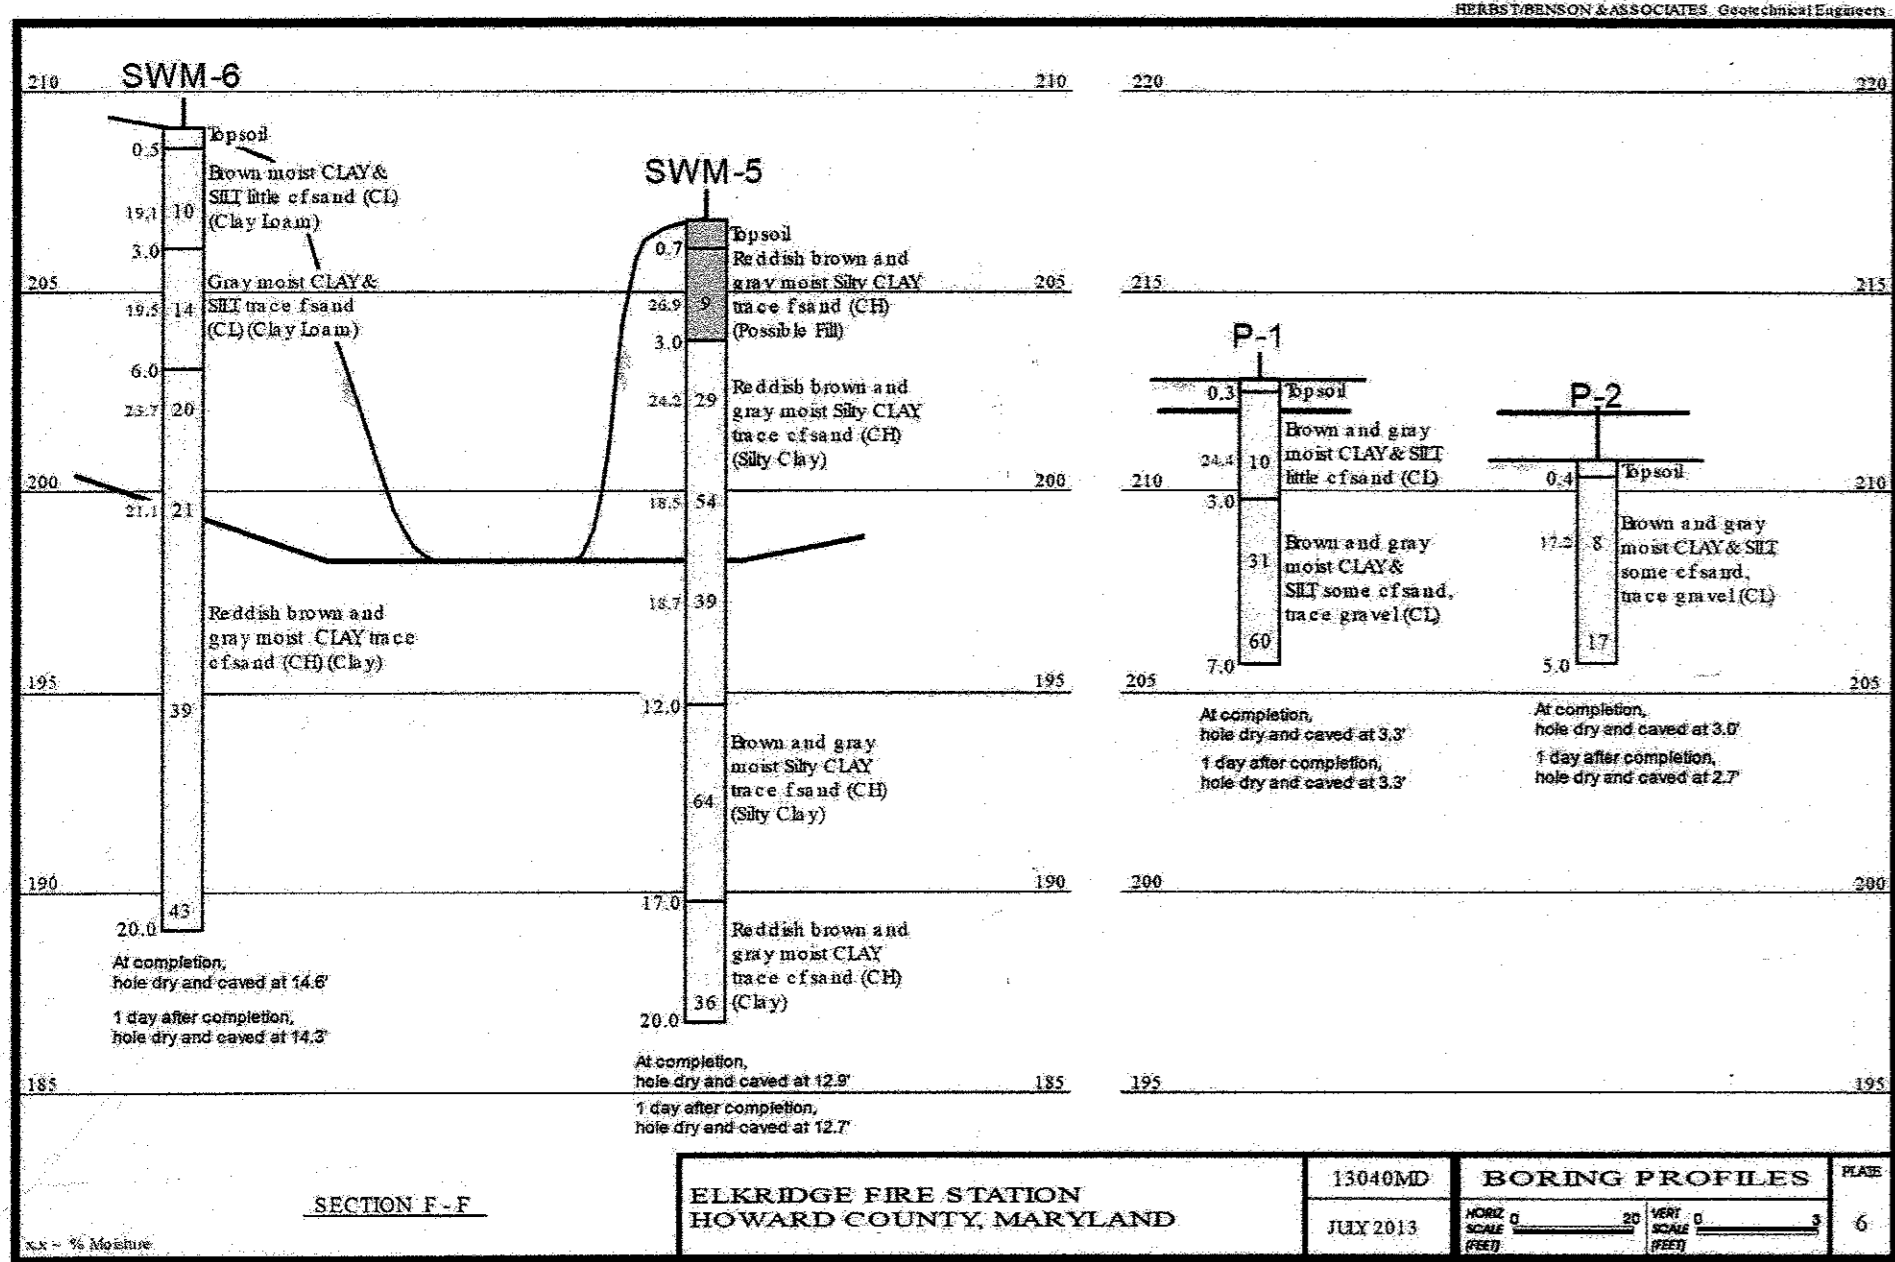 HERBST/BENSON & ASSOCIATES Geotechnical Engineers
210
SWM-6
210
Topsoil
0.5
Brown moist CLAY &
SILT little cfsand (CL)
(Clay Loam)
19.1 10
3.0
205
Gray moist CLAY &
SILT trace fsand
(CL) (Clay Loam)
19.5 14
6.0
23.7 20
200
21.1 21
Reddish brown and
gray moist CLAY trace
cfsand (CH) (Clay)
195
39
190
43
20.0
At completion,
hole dry and caved at 14.6'
1 day after completion,
hole dry and caved at 14.3'
185
SWM-5
Topsoil
0.7
Reddish brown and
gray moist Silty CLAY
trace fsand (CH)
(Possible Fill)
26.9 9
205
3.0
Reddish brown and
gray moist Silty CLAY
trace cfsand (CH)
(Silty Clay)
24.2 29
18.5 54
200
18.7 39
195
12.0
Brown and gray
moist Silty CLAY
trace fsand (CH)
(Silty Clay)
64
190
17.0
Reddish brown and
gray moist CLAY
trace cfsand (CH)
(Clay)
36
20.0
At completion,
hole dry and caved at 12.9'
1 day after completion,
hole dry and caved at 12.7'
185
220
220
215
215
P-1
0.3
Topsoil
Brown and gray
moist CLAY & SILT
little cfsand (CL)
24.4 10
210
3.0
Brown and gray
moist CLAY &
SILT some cfsand,
trace gravel (CL)
31
60
7.0
205
At completion,
hole dry and caved at 3.3'
1 day after completion,
hole dry and caved at 3.3'
P-2
Topsoil
0.4
210
Brown and gray
moist CLAY & SILT
some cfsand,
trace gravel (CL)
17.2 8
17
5.0
205
At completion,
hole dry and caved at 3.0'
1 day after completion,
hole dry and caved at 2.7'
200
200
195
195
SECTION F - F
x.x - % Moisture
ELKRIDGE FIRE STATION
HOWARD COUNTY, MARYLAND
13040MD
JULY 2013
BORING PROFILES
HORIZ SCALE (FEET) 0 20
VERT SCALE (FEET) 0 3
PLATE
6